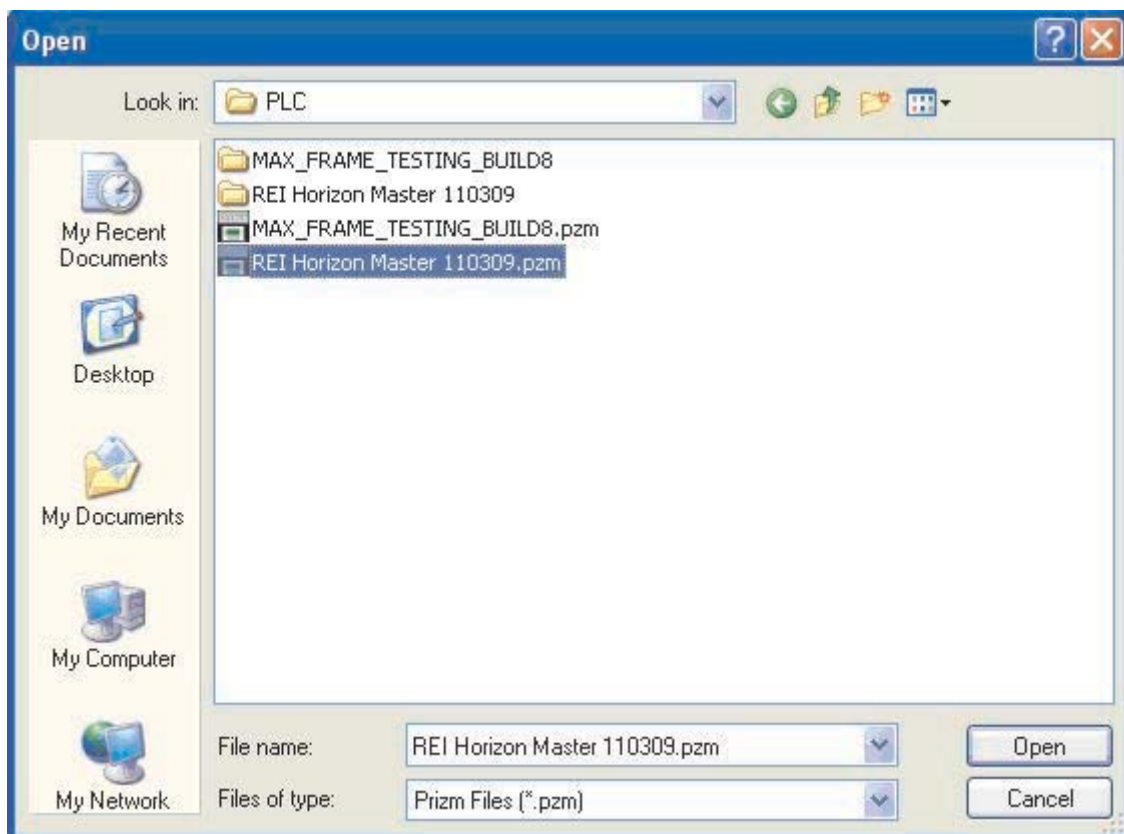 Open
Look in:
PLC
MAX_FRAME_TESTING_BUILD8
REI Horizon Master 110309
MAX_FRAME_TESTING_BUILD8.pzm
REI Horizon Master 110309.pzm
My Recent
Documents
Desktop
My Documents
My Computer
My Network
File name:
REI Horizon Master 110309.pzm
Open
Files of type:
Prizm Files (*.pzm)
Cancel